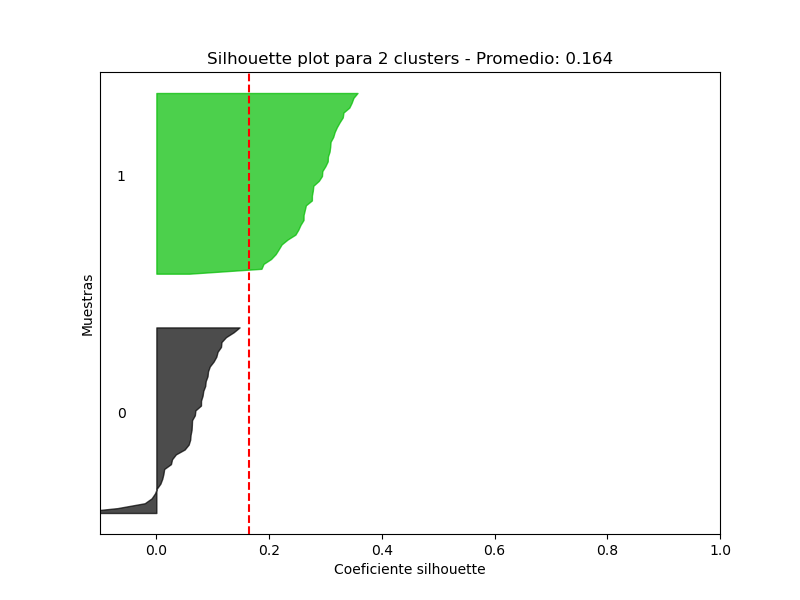 Silhouette plot para 2 clusters - Promedio: 0.164
1
0
Muestras
0.0 0.2 0.4 0.6 0.8 1.0
Coeficiente silhouette